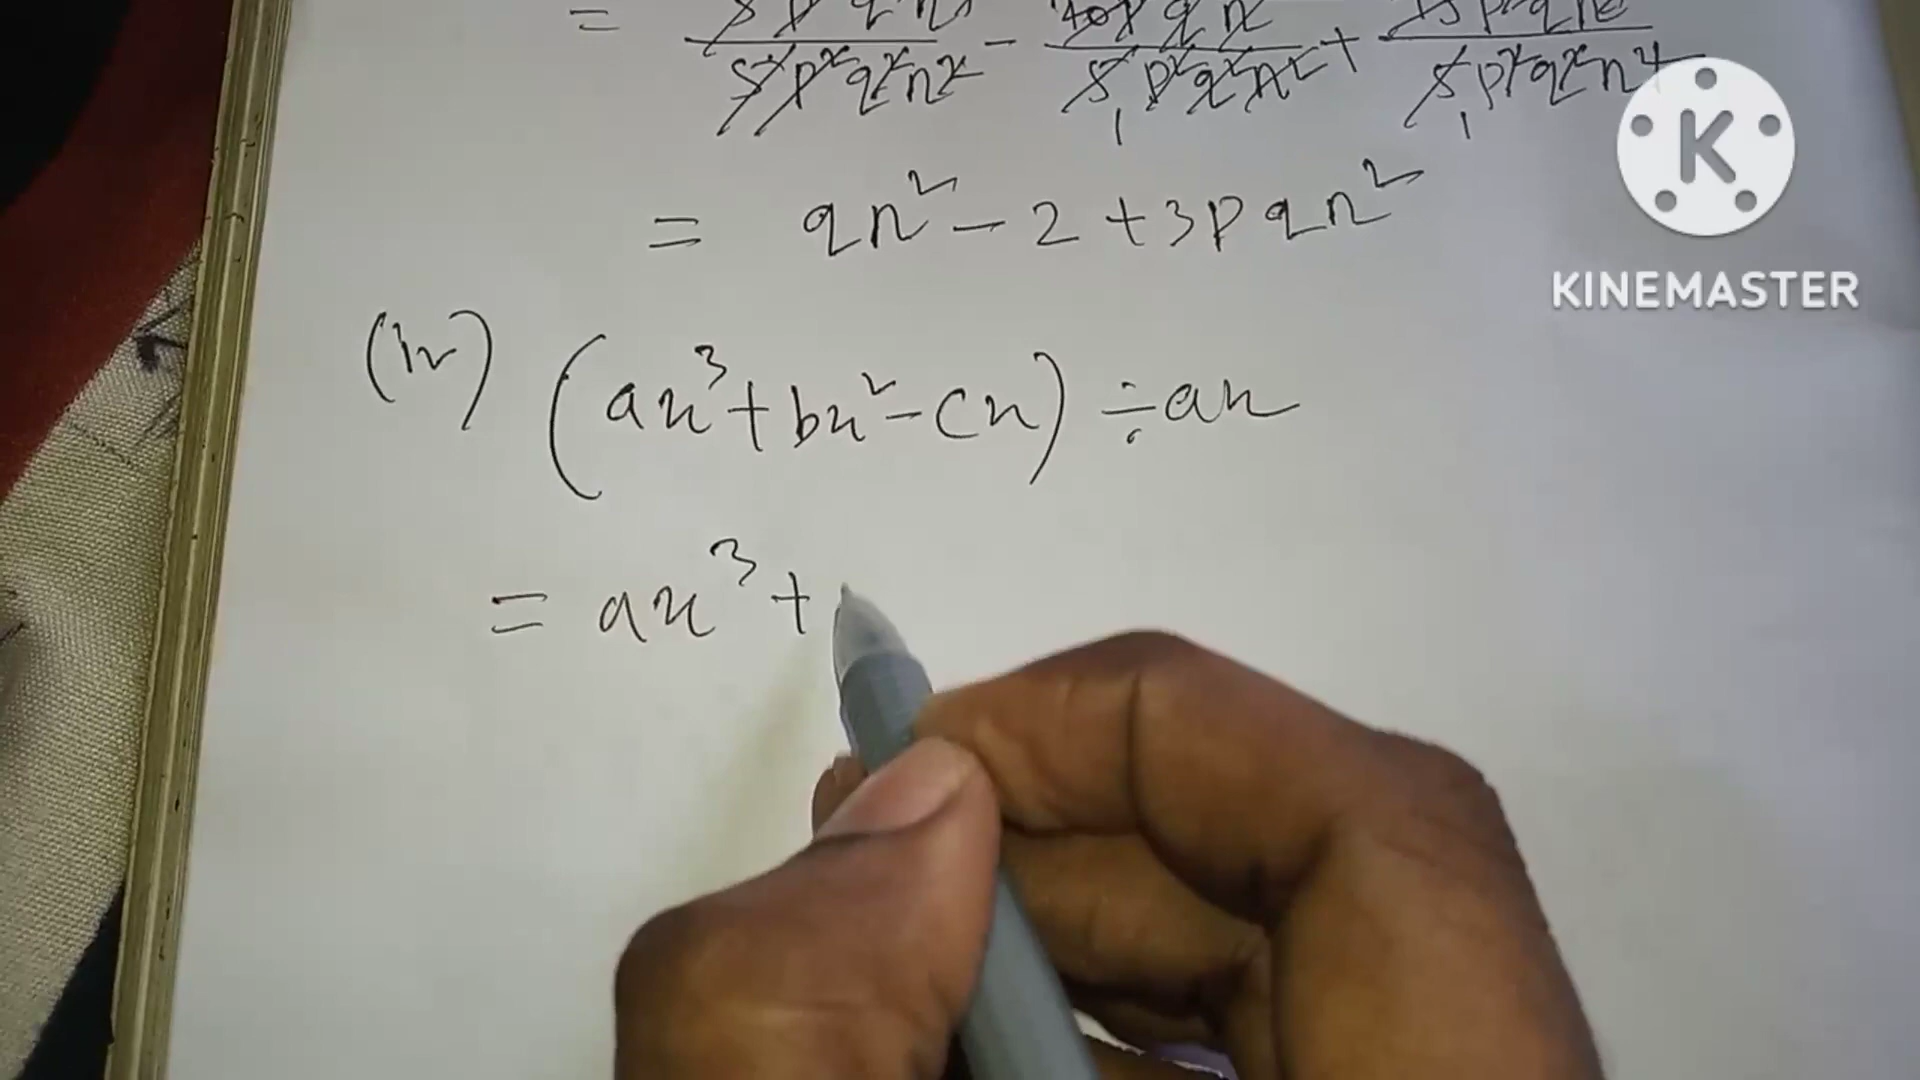 =
= qx² - 2 + 3pqx²
(iv) (ax³ + bx² - cx) ÷ ax
= ax³ +
K
KINEMASTER